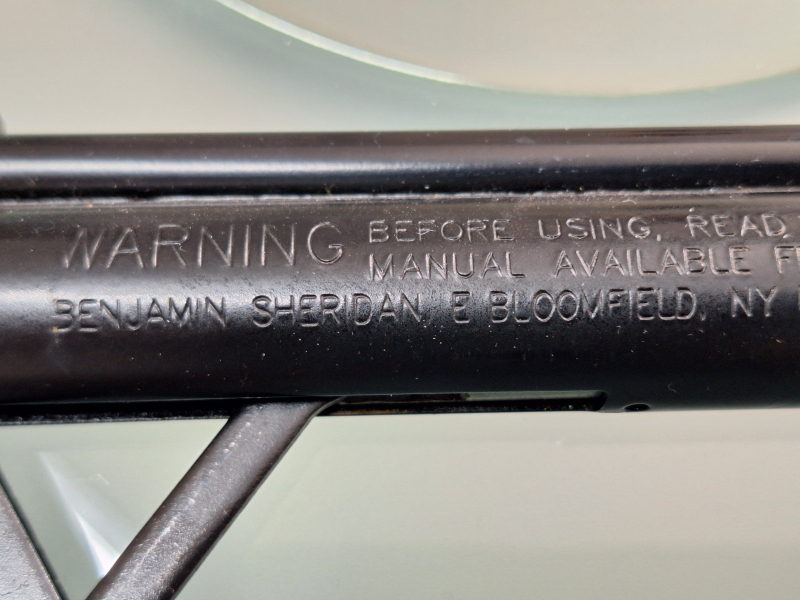 WARNING BEFORE USING, READ
MANUAL AVAILABLE
BENJAMIN SHERIDAN E BLOOMFIELD, NY